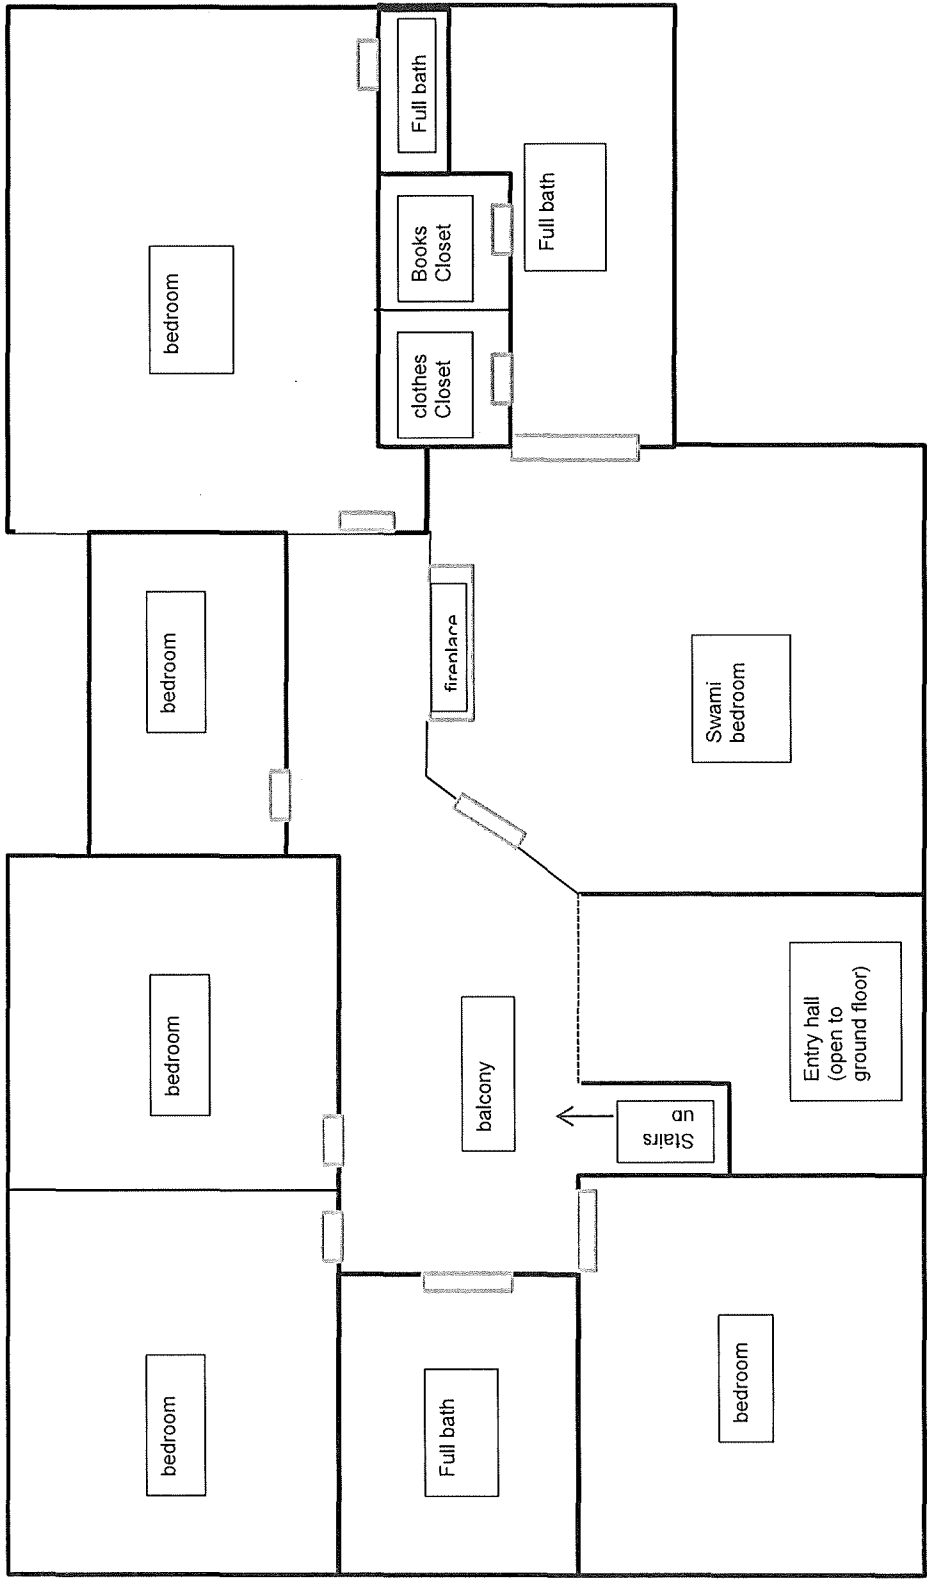 bedroom
bedroom
bedroom
bedroom
Full bath
Books
Closet
clothes
Closet
Full bath
fireplace
Swami
bedroom
balcony
Stairs
up
Entry hall
(open to
ground floor)
Full bath
bedroom